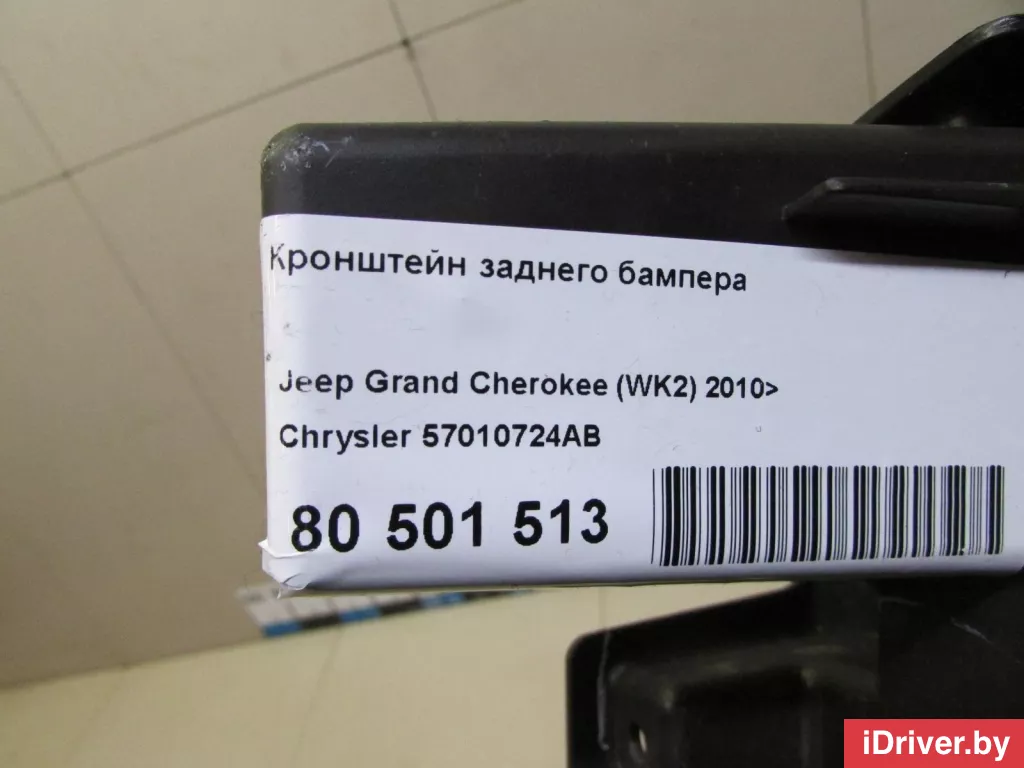 Кронштейн заднего бампера
Jeep Grand Cherokee (WK2) 2010>
Chrysler 57010724AB
80 501 513
iDriver.by